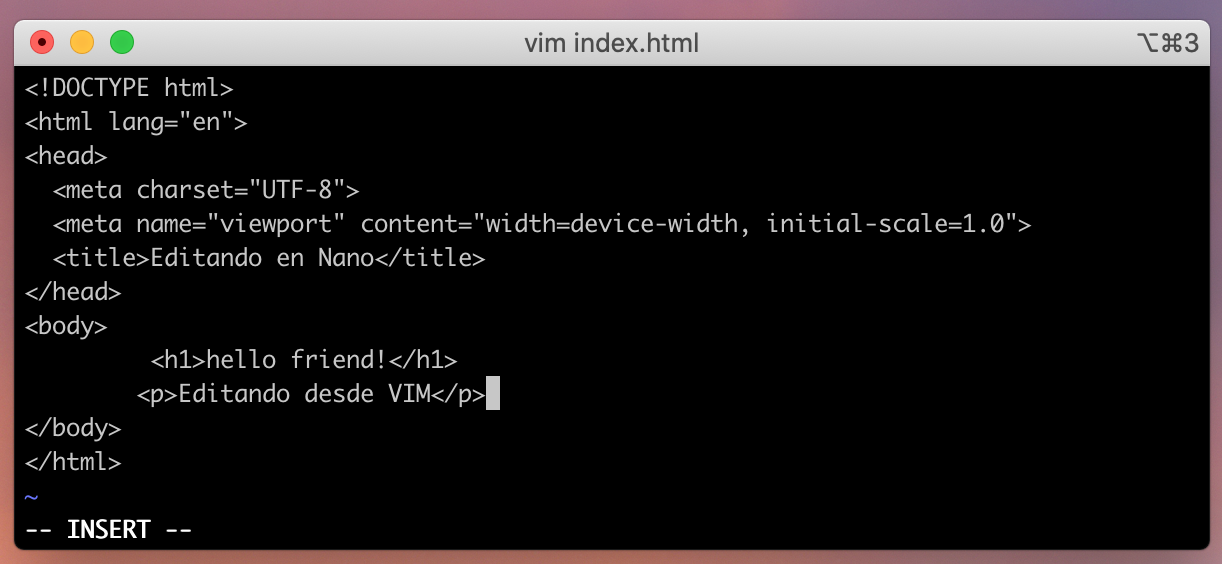 vim index.html ⌥⌘3
<!DOCTYPE html>
<html lang="en">
<head>
  <meta charset="UTF-8">
  <meta name="viewport" content="width=device-width, initial-scale=1.0">
  <title>Editando en Nano</title>
</head>
<body>
         <h1>hello friend!</h1>
        <p>Editando desde VIM</p>
</body>
</html>
~
-- INSERT --